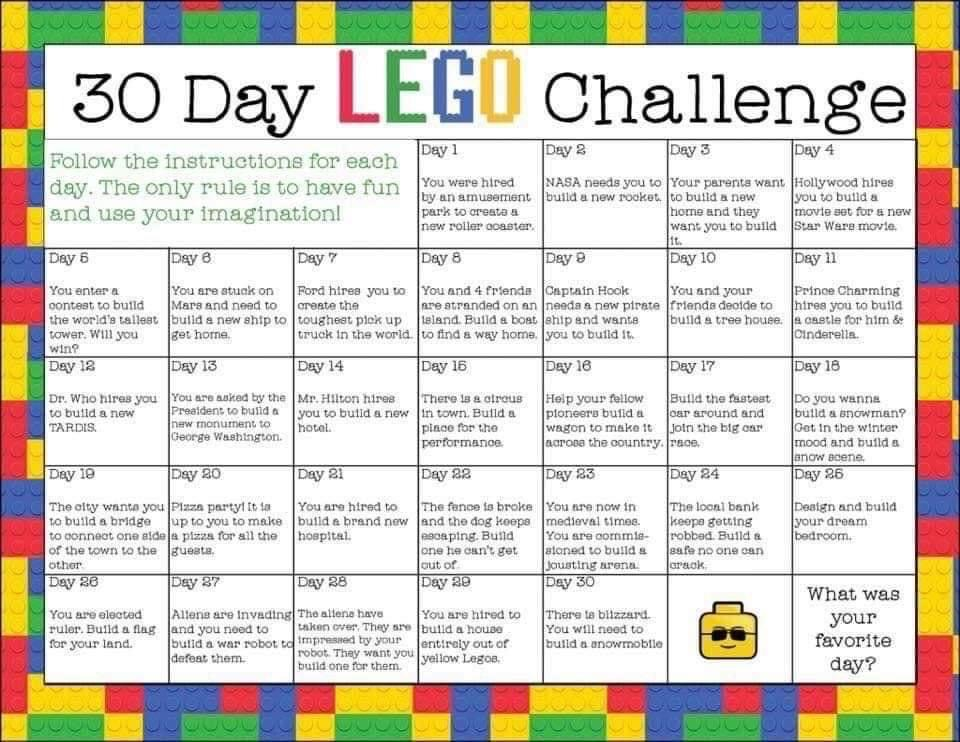 30 Day LEGO Challenge
Follow the instructions for each
day. The only rule is to have fun
and use your imagination!
Day 1
You were hired
by an amusement
park to create a
new roller coaster.
Day 2
NASA needs you to
build a new rocket.
Day 3
Your parents want
to build a new
home and they
want you to build
it.
Day 4
Hollywood hires
you to build a
movie set for a new
Star Wars movie.
Day 5
You enter a
contest to build
the world's tallest
tower. Will you
win?
Day 6
You are stuck on
Mars and need to
build a new ship to
get home.
Day 7
Ford hires you to
create the
toughest pick up
truck in the world.
Day 8
You and 4 friends
are stranded on an
island. Build a boat
to find a way home.
Day 9
Captain Hook
needs a new pirate
ship and wants
you to build it.
Day 10
You and your
friends decide to
build a tree house.
Day 11
Prince Charming
hires you to build
a castle for him &
Cinderella.
Day 12
Dr. Who hires you
to build a new
TARDIS.
Day 13
You are asked by the
President to build a
new monument to
George Washington.
Day 14
Mr. Hilton hires
you to build a new
hotel.
Day 15
There is a circus
in town. Build a
place for the
performance.
Day 16
Help your fellow
pioneers build a
wagon to make it
across the country.
Day 17
Build the fastest
car around and
join the big car
race.
Day 18
Do you wanna
build a snowman?
Get in the winter
mood and build a
snow scene.
Day 19
The city wants you
to build a bridge
to connect one side
of the town to the
other.
Day 20
Pizza party! It is
up to you to make
a pizza for all the
guests.
Day 21
You are hired to
build a brand new
hospital.
Day 22
The fence is broke
and the dog keeps
escaping. Build
one he can't get
out of.
Day 23
You are now in
medieval times.
You are commis-
sioned to build a
jousting arena.
Day 24
The local bank
keeps getting
robbed. Build a
safe no one can
crack.
Day 25
Design and build
your dream
bedroom.
Day 26
You are elected
ruler. Build a flag
for your land.
Day 27
Aliens are invading
and you need to
build a war robot to
defeat them.
Day 28
The aliens have
taken over. They are
impressed by your
robot. They want you
build one for them.
Day 29
You are hired to
build a house
entirely out of
yellow Legos.
Day 30
There is blizzard.
You will need to
build a snowmobile
What was
your
favorite
day?